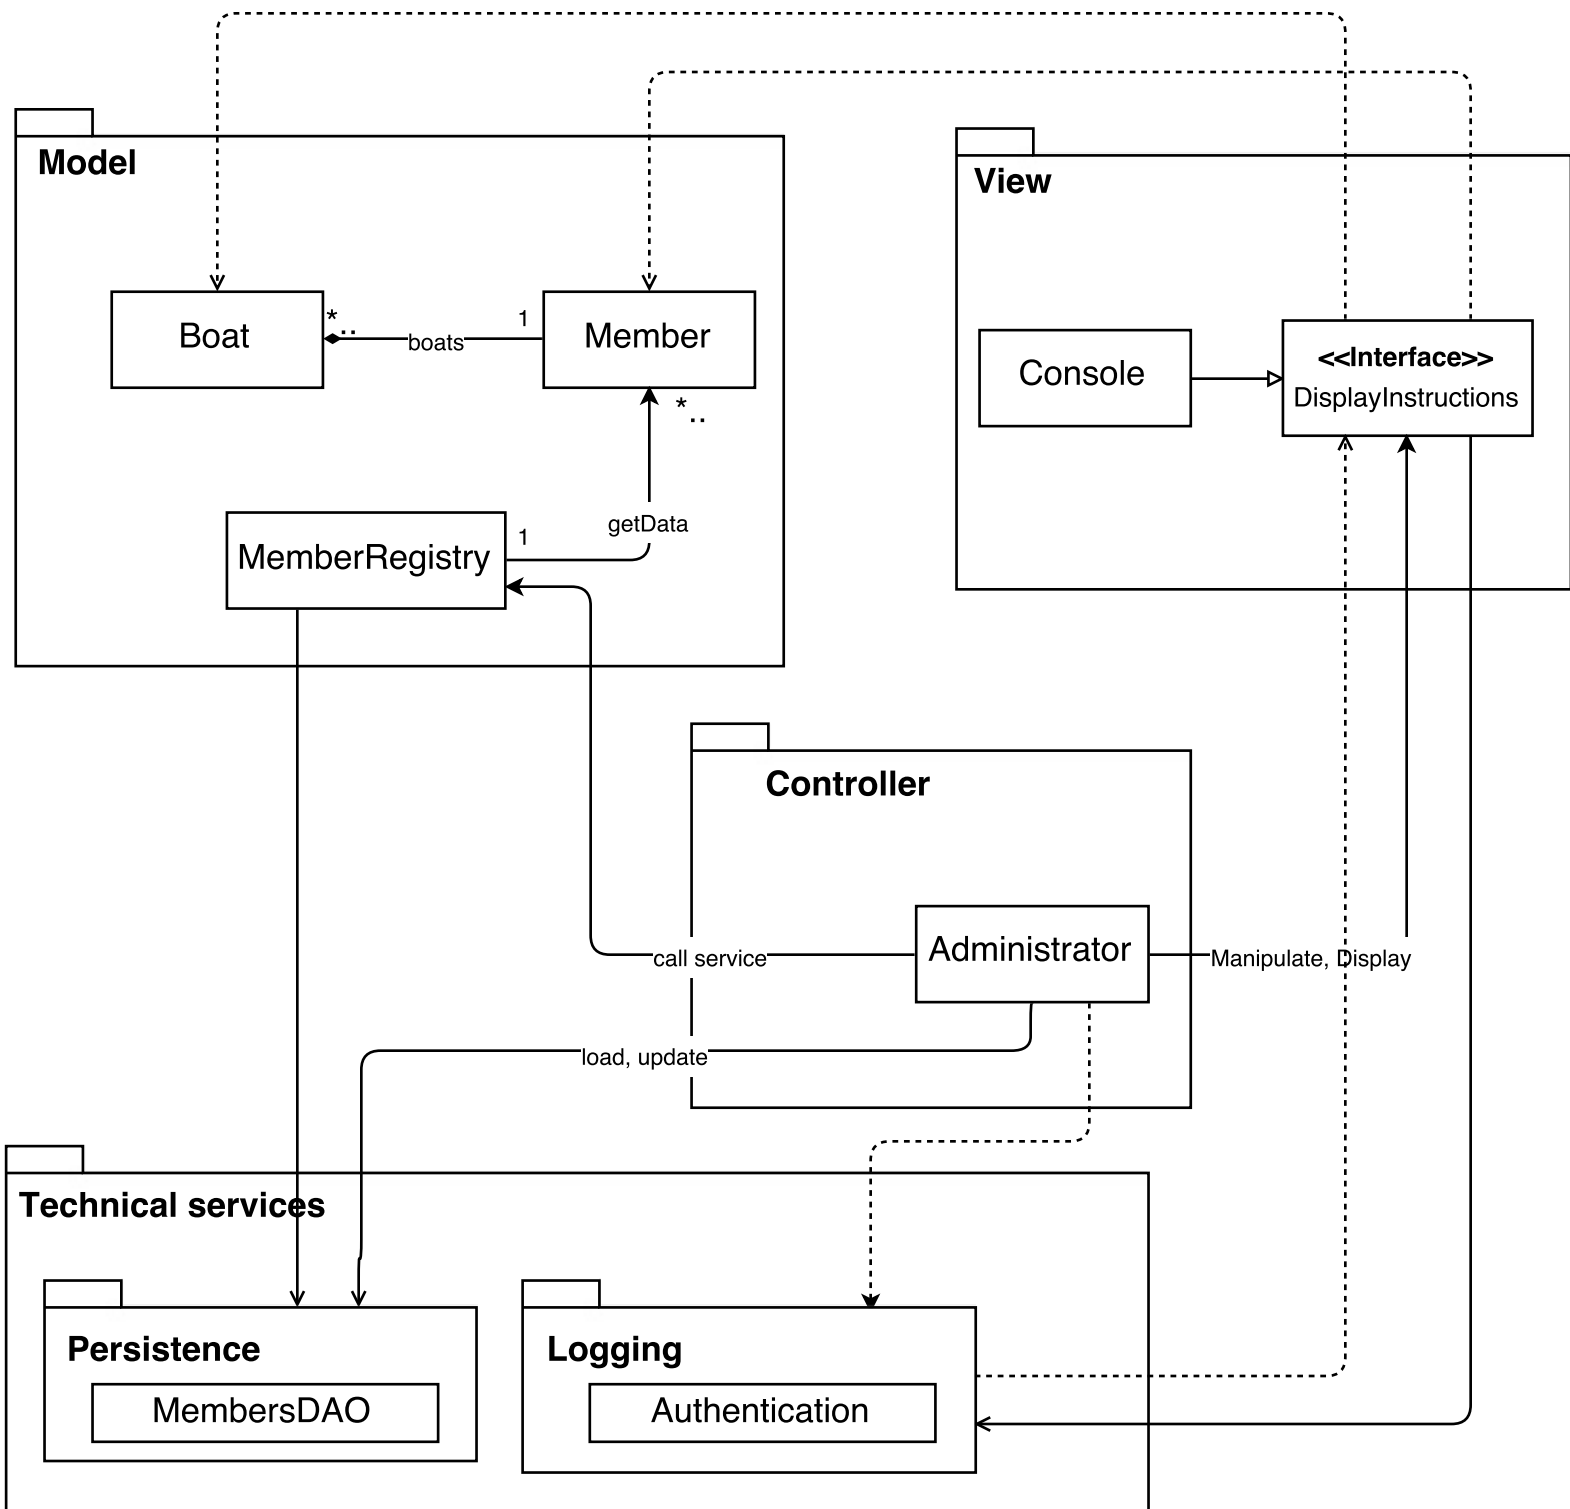 Model
View
Boat
*..
boats
1
Member
*..
Console
<<Interface>>
DisplayInstructions
getData
MemberRegistry
1
Controller
Administrator
call service
Manipulate, Display
load, update
Technical services
Persistence
MembersDAO
Logging
Authentication